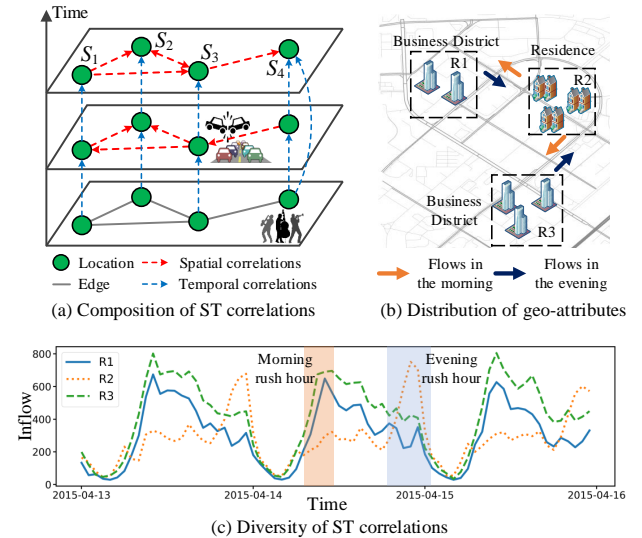 Time
S1
S2
S3
S4
Location
Spatial correlations
Edge
Temporal correlations
(a) Composition of ST correlations
Business District
R1
Residence
R2
Business
District
R3
Flows in
the morning
Flows in
the evening
(b) Distribution of geo-attributes
800
600
400
200
0
Inflow
R1
R2
R3
Morning
rush hour
Evening
rush hour
2015-04-13
2015-04-14
2015-04-15
2015-04-16
Time
(c) Diversity of ST correlations